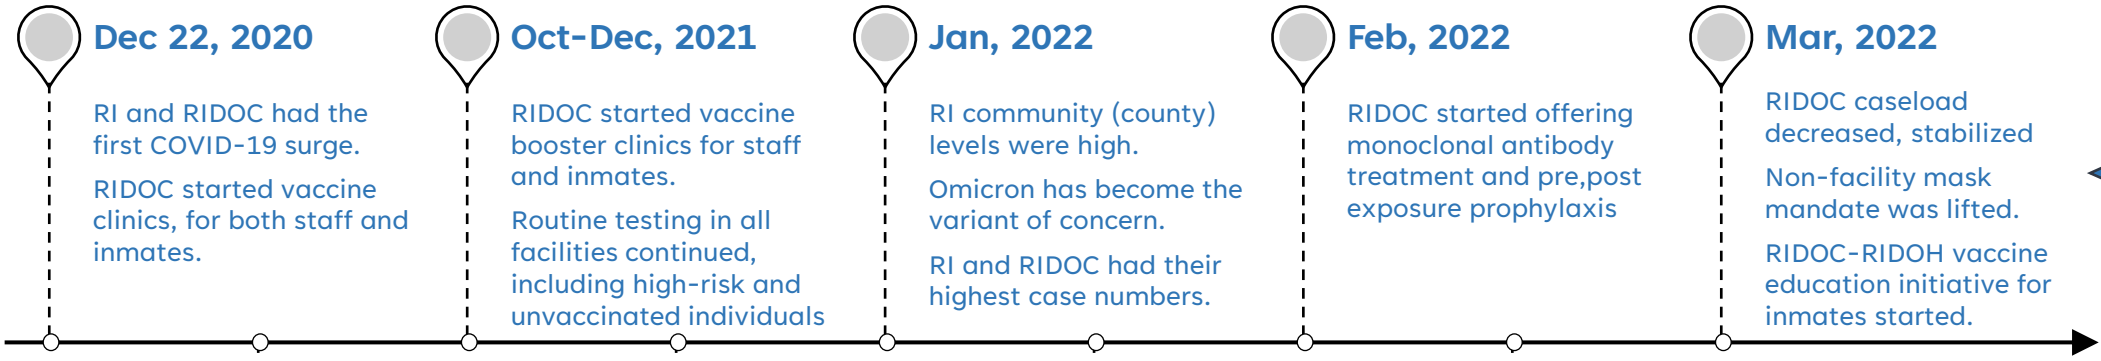 Dec 22, 2020
RI and RIDOC had the
first COVID-19 surge.
RIDOC started vaccine
clinics, for both staff and
inmates.
Oct-Dec, 2021
RIDOC started vaccine
booster clinics for staff
and inmates.
Routine testing in all
facilities continued,
including high-risk and
unvaccinated individuals
Jan, 2022
RI community (county)
levels were high.
Omicron has become the
variant of concern.
RI and RIDOC had their
highest case numbers.
Feb, 2022
RIDOC started offering
monoclonal antibody
treatment and pre,post
exposure prophylaxis
Mar, 2022
RIDOC caseload
decreased, stabilized
Non-facility mask
mandate was lifted.
RIDOC-RIDOH vaccine
education initiative for
inmates started.